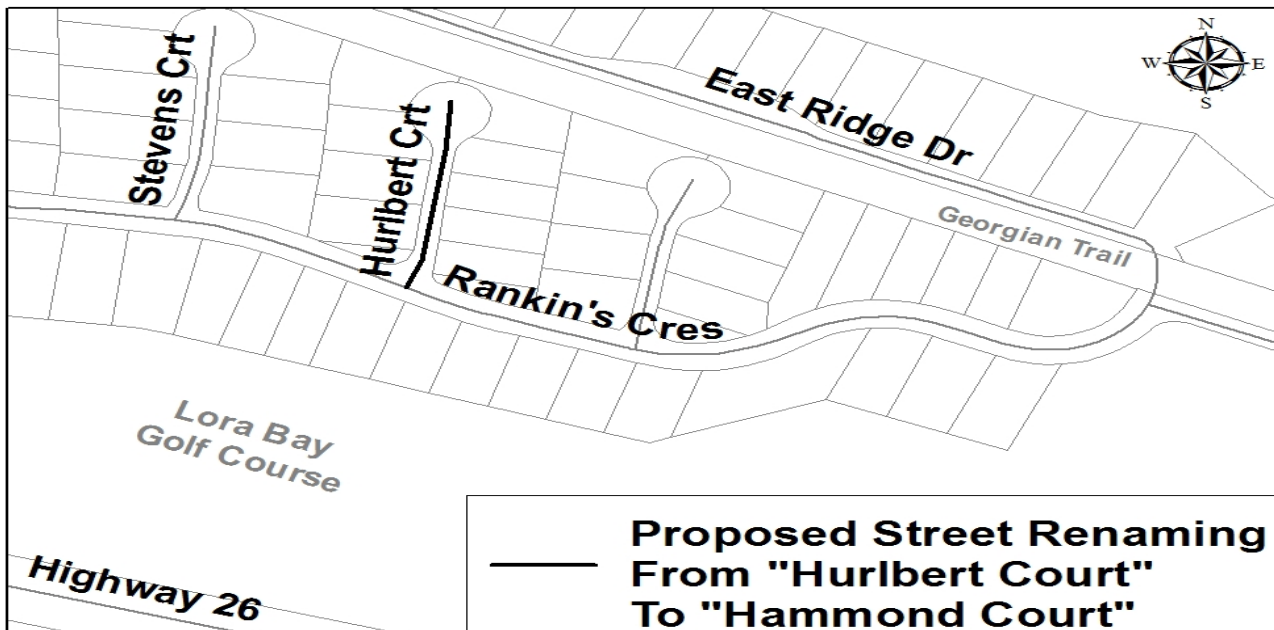 N
W E
S
Stevens Crt
Hurlbert Crt
East Ridge Dr
Georgian Trail
Rankin's Cres
Lora Bay
Golf Course
Highway 26
Proposed Street Renaming
From "Hurlbert Court"
To "Hammond Court"